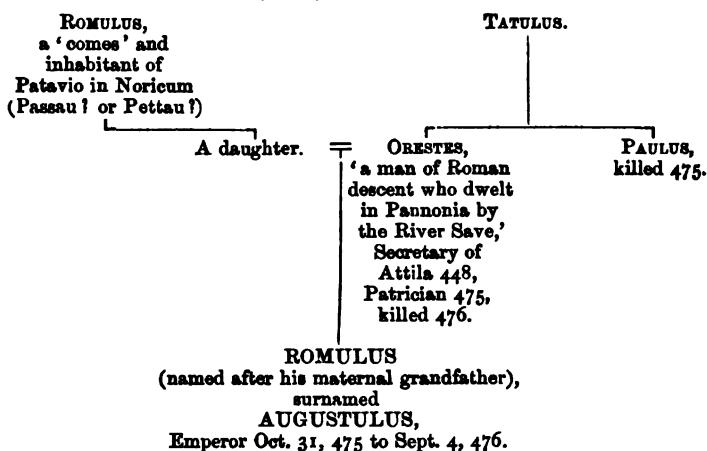 ROMULUS,
a ‘comes’ and
inhabitant of
Patavio in Noricum
(Passau? or Pettau?)
TATULUS.
A daughter.
=
ORESTES,
‘a man of Roman
descent who dwelt
in Pannonia by
the River Save,’
Secretary of
Attila 448,
Patrician 475,
killed 476.
PAULUS,
killed 475.
ROMULUS
(named after his maternal grandfather),
surnamed
AUGUSTULUS,
Emperor Oct. 31, 475 to Sept. 4, 476.